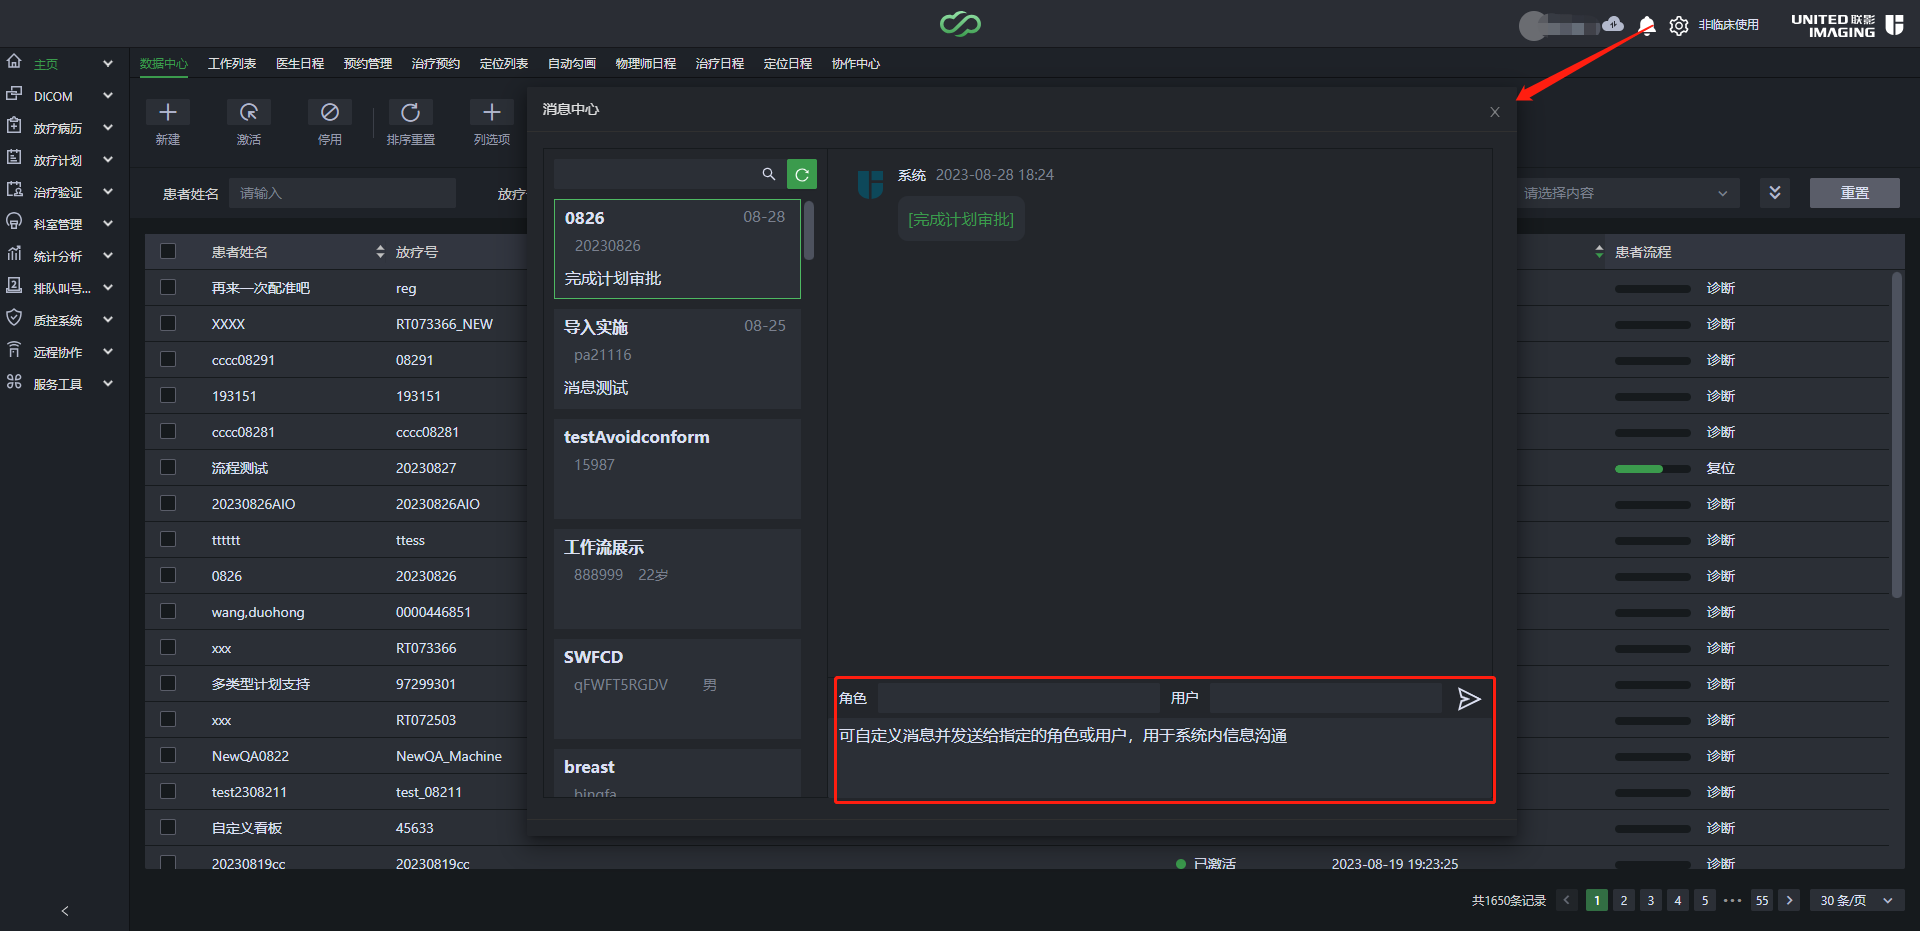 非临床使用
UNITED 联影
IMAGING
主页
DICOM
放疗病历
放疗计划
治疗验证
科室管理
统计分析
排队叫号...
质控系统
远程协作
服务工具
数据中心 工作列表 医生日程 预约管理 治疗预约 定位列表 自动勾画 物理师日程 治疗日程 定位日程 协作中心
新建 激活 停用 排序重置 列选项
患者姓名 请输入 放疗
请选择内容 重置
患者姓名 放疗号 患者流程
再来一次配准吧 reg 诊断
XXXX RT073366_NEW 诊断
cccc08291 08291 诊断
193151 193151 诊断
cccc08281 cccc08281 诊断
流程测试 20230827 复位
20230826AIO 20230826AIO 诊断
tttttt ttess 诊断
0826 20230826 诊断
wang,duohong 0000446851 诊断
xxx RT073366 诊断
多类型计划支持 97299301 诊断
xxx RT072503 诊断
NewQA0822 NewQA_Machine 诊断
test2308211 test_08211 诊断
自定义看板 45633 诊断
20230819cc 20230819cc 已激活 2023-08-19 19:23:25 诊断
消息中心
0826 08-28
20230826
完成计划审批
导入实施 08-25
pa21116
消息测试
testAvoidconform
15987
工作流展示
888999 22岁
SWFCD
qFWFT5RGDV 男
breast
bingfa
系统 2023-08-28 18:24
[完成计划审批]
角色 用户
可自定义消息并发送给指定的角色或用户，用于系统内信息沟通
共1650条记录 1 2 3 4 5 ••• 55 30 条/页